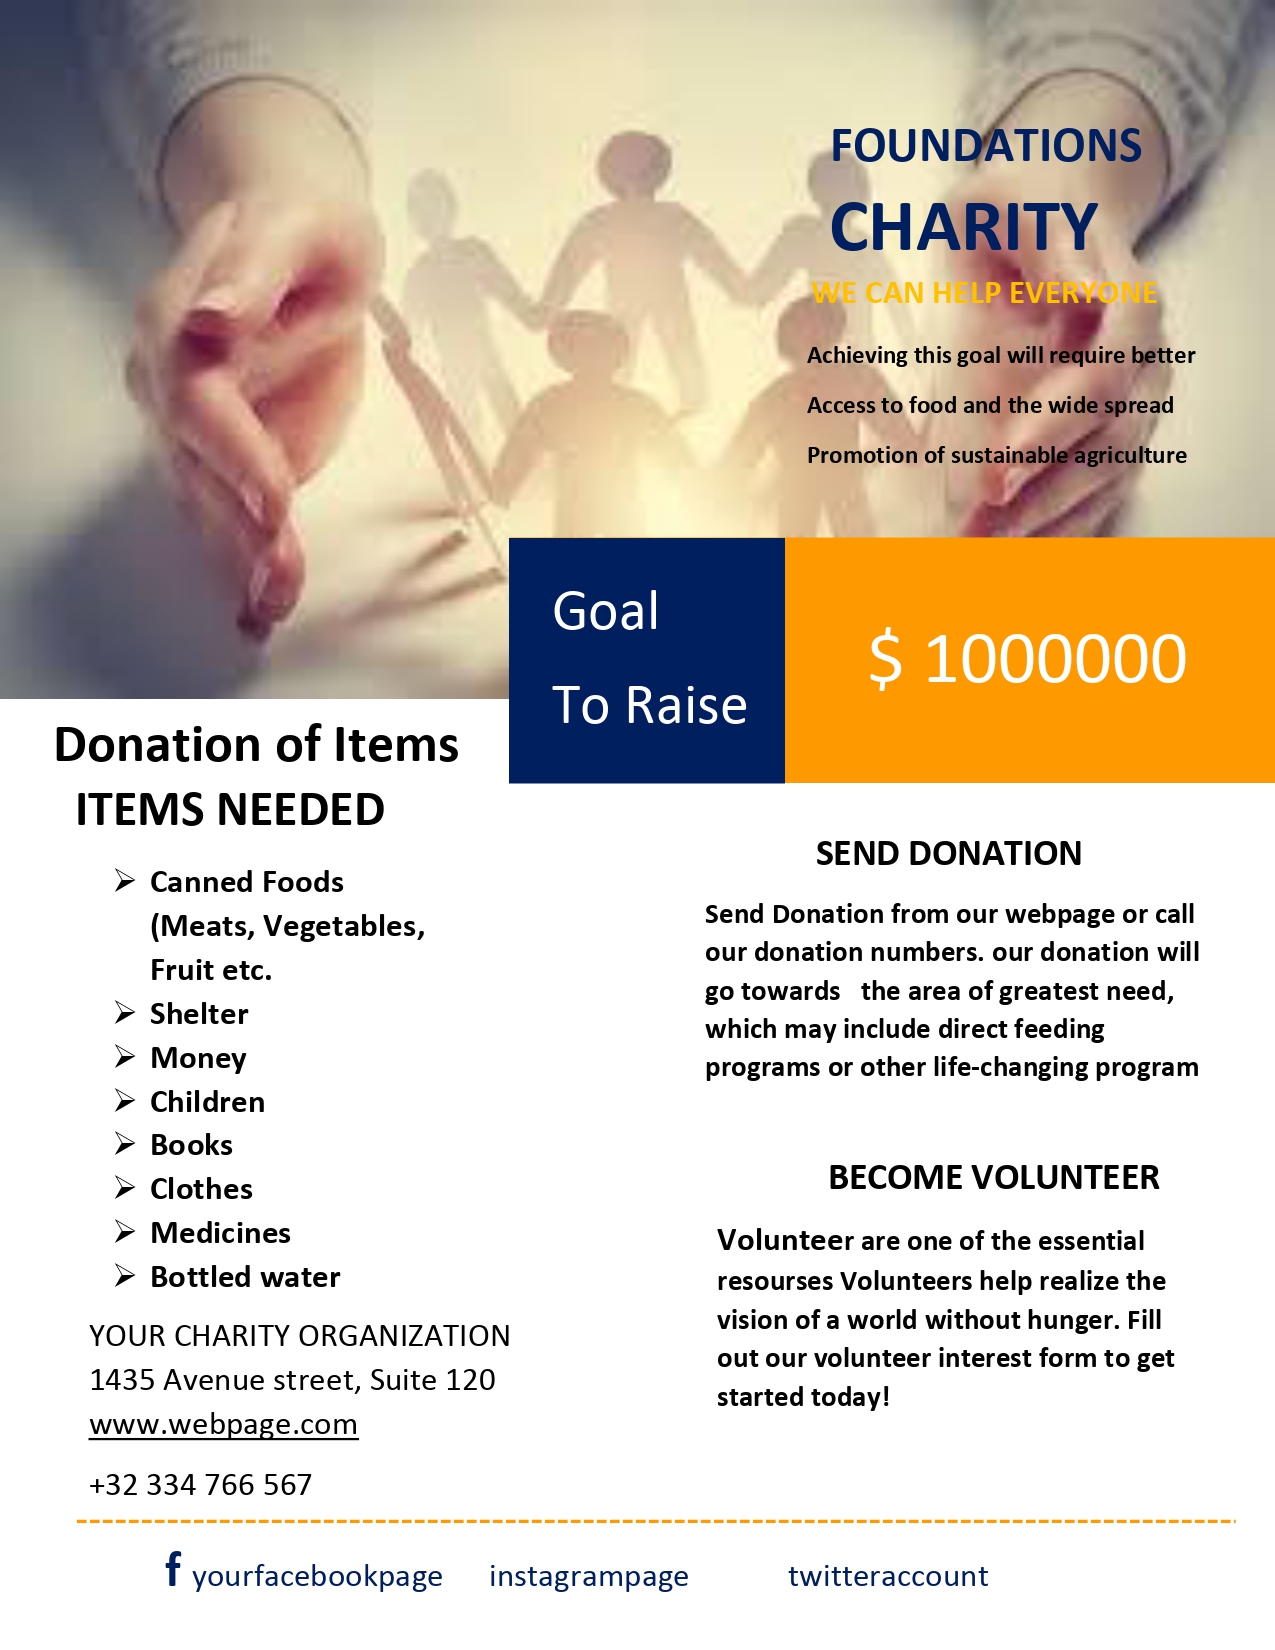 FOUNDATIONS
CHARITY
WE CAN HELP EVERYONE
Achieving this goal will require better
Access to food and the wide spread
Promotion of sustainable agriculture
Goal
To Raise
$ 1000000
Donation of Items
ITEMS NEEDED
➢ Canned Foods
(Meats, Vegetables,
Fruit etc.
➢ Shelter
➢ Money
➢ Children
➢ Books
➢ Clothes
➢ Medicines
➢ Bottled water
YOUR CHARITY ORGANIZATION
1435 Avenue street, Suite 120
www.webpage.com
+32 334 766 567
SEND DONATION
Send Donation from our webpage or call
our donation numbers. our donation will
go towards   the area of greatest need,
which may include direct feeding
programs or other life-changing program
BECOME VOLUNTEER
Volunteer are one of the essential
resourses Volunteers help realize the
vision of a world without hunger. Fill
out our volunteer interest form to get
started today!
f yourfacebookpage instagrampage twitteraccount